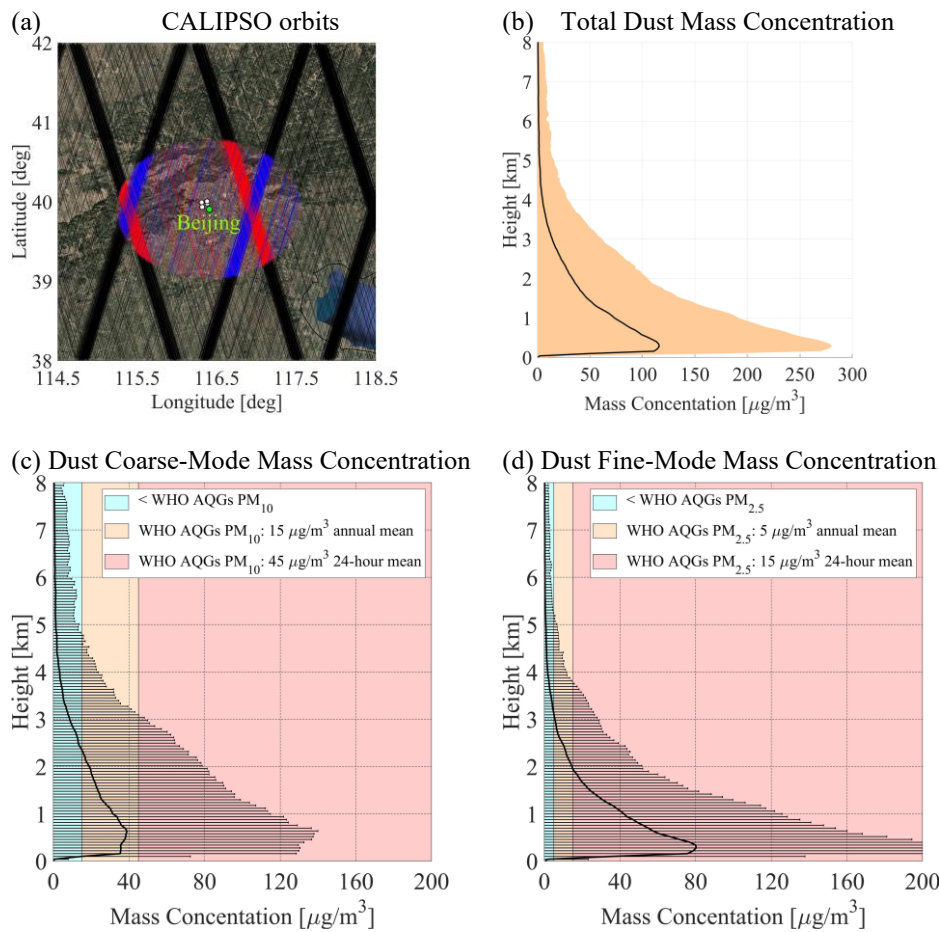 (a) CALIPSO orbits
42
41
40
39
38
Latitude [deg]
Beijing
114.5 115.5 116.5 117.5 118.5
Longitude [deg]
(b) Total Dust Mass Concentration
8
7
6
5
4
3
2
1
0
Height [km]
0 50 100 150 200 250 300
Mass Concentation [μg/m³]
(c) Dust Coarse-Mode Mass Concentration
8
7
6
5
4
3
2
1
0
Height [km]
< WHO AQGs PM₁₀
WHO AQGs PM₁₀: 15 μg/m³ annual mean
WHO AQGs PM₁₀: 45 μg/m³ 24-hour mean
0 40 80 120 160 200
Mass Concentration [μg/m³]
(d) Dust Fine-Mode Mass Concentration
8
7
6
5
4
3
2
1
0
Height [km]
< WHO AQGs PM₂.₅
WHO AQGs PM₂.₅: 5 μg/m³ annual mean
WHO AQGs PM₂.₅: 15 μg/m³ 24-hour mean
0 40 80 120 160 200
Mass Concentration [μg/m³]